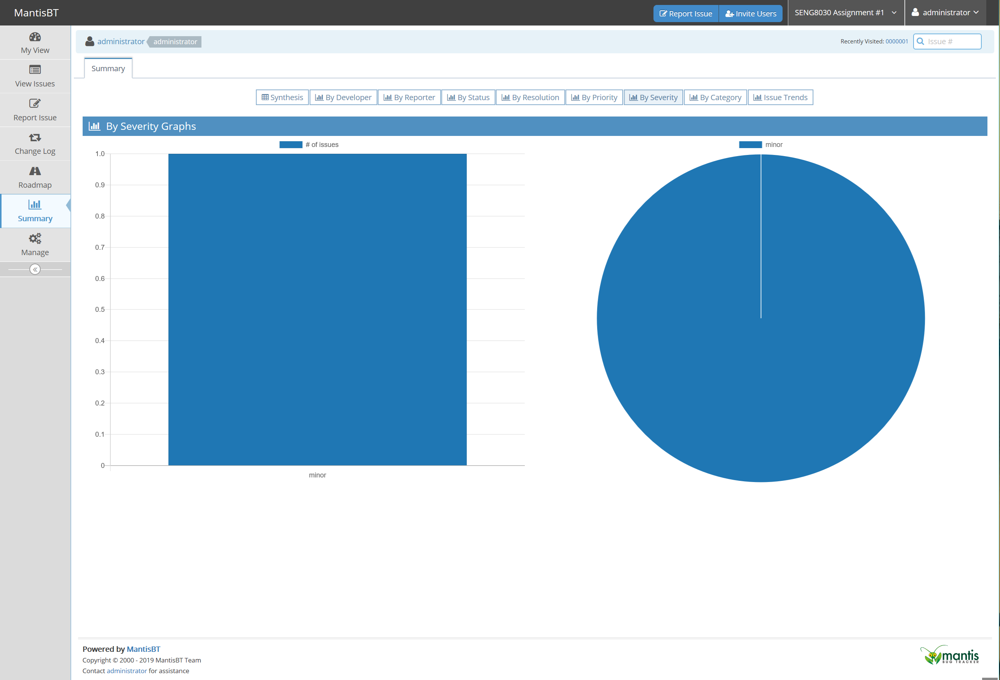 MantisBT
Report Issue
Invite Users
SENG8030 Assignment #1
administrator
My View
View Issues
Report Issue
Change Log
Roadmap
Summary
Manage
administrator administrator
Recently Visited: 0000001
Issue #
Summary
Synthesis
By Developer
By Reporter
By Status
By Resolution
By Priority
By Severity
By Category
Issue Trends
By Severity Graphs
# of issues
1.0
0.9
0.8
0.7
0.6
0.5
0.4
0.3
0.2
0.1
0
minor
minor
Powered by MantisBT
Copyright © 2000 - 2019 MantisBT Team
Contact administrator for assistance
mantis
BUG TRACKER